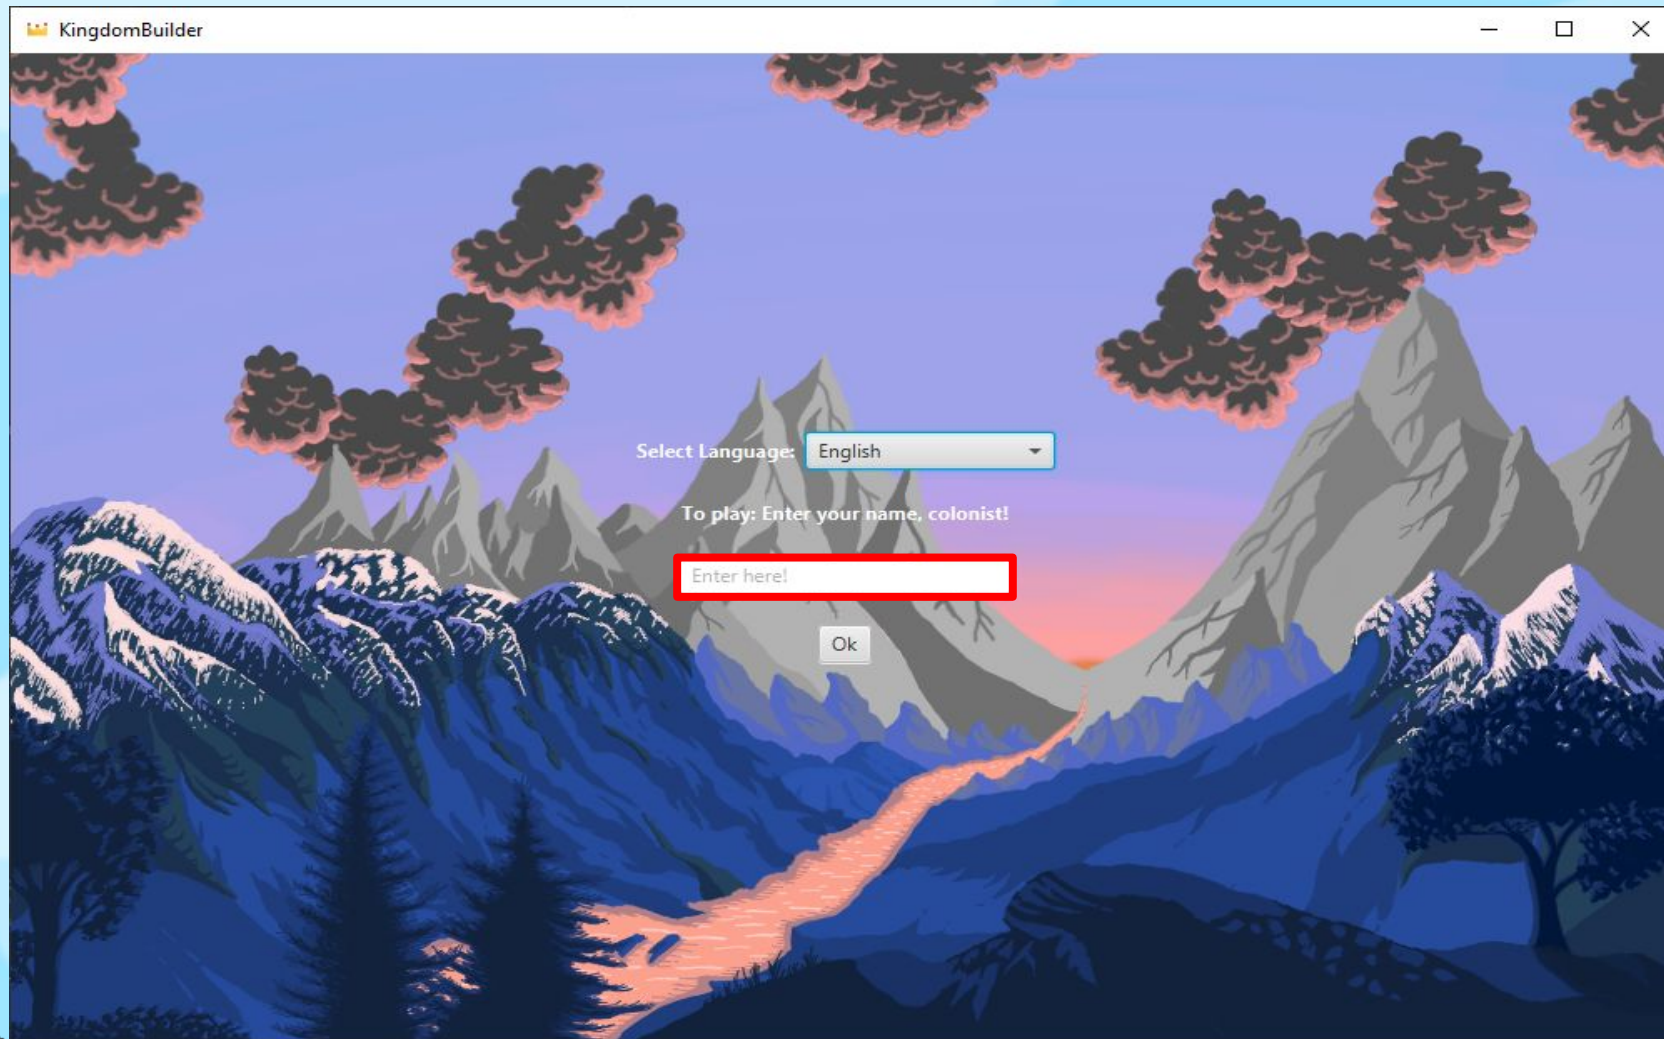 KingdomBuilder
Select Language: English
To play: Enter your name, colonist!
Enter here!
Ok